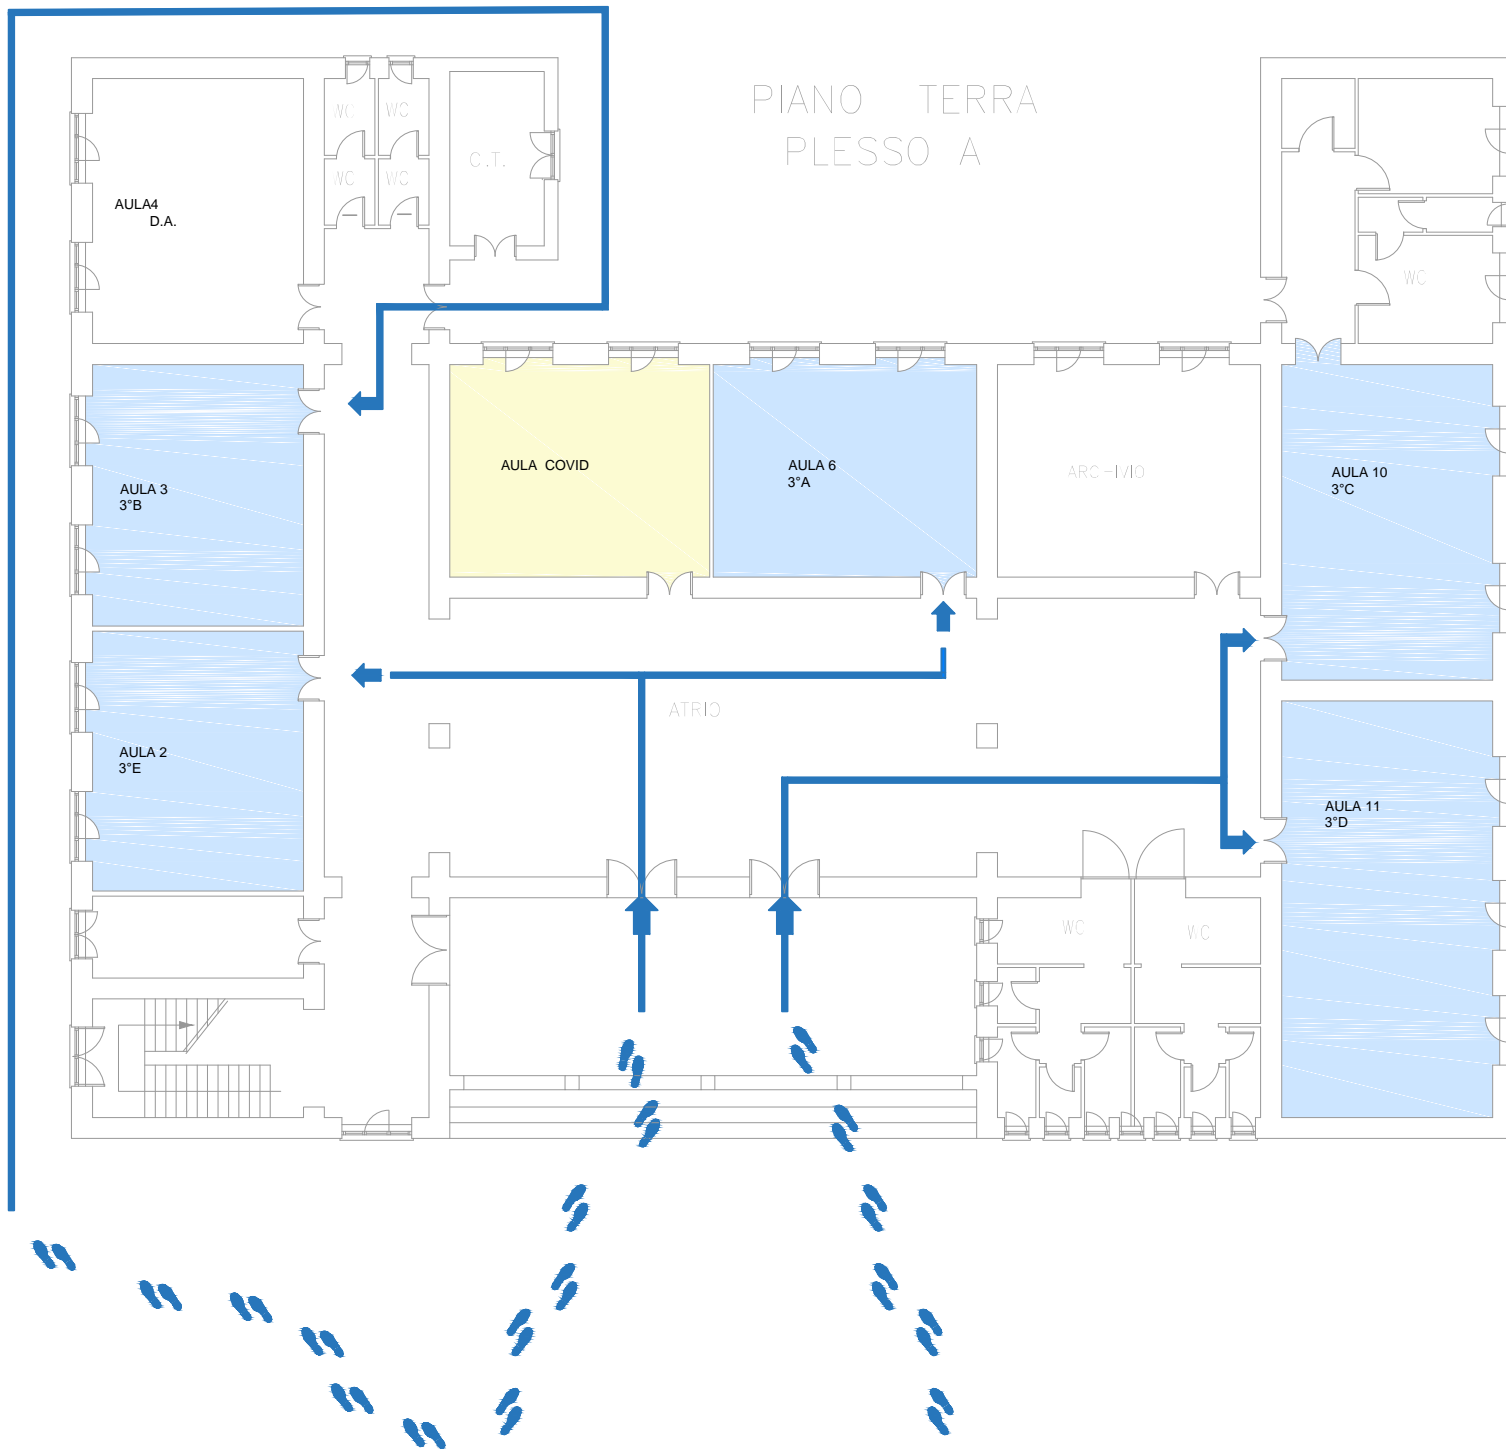 PIANO TERRA
PLESSO A
WC
WC
C.T.
WC
WC
AULA4
D.A.
WC
AULA COVID
AULA 6
3°A
ARCHIVIO
AULA 10
3°C
AULA 3
3°B
ATRIO
AULA 2
3°E
AULA 11
3°D
WC
WC